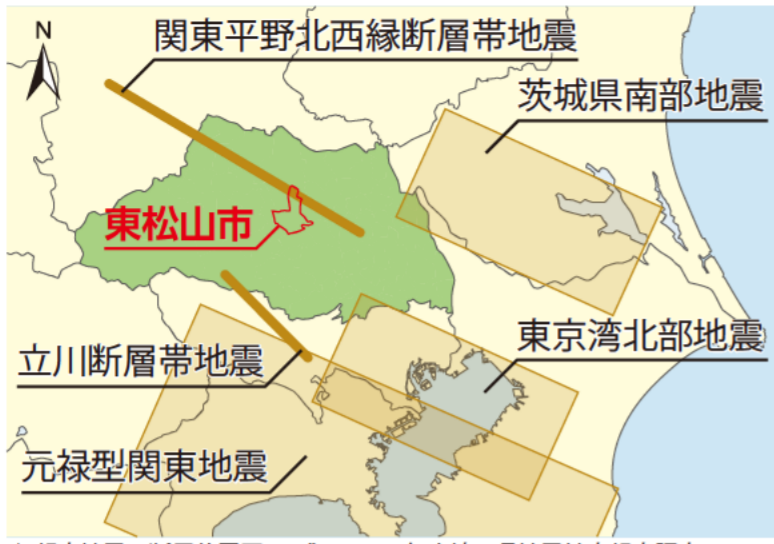 N
関東平野北西縁断層帯地震
茨城県南部地震
東松山市
東京湾北部地震
立川断層帯地震
元禄型関東地震